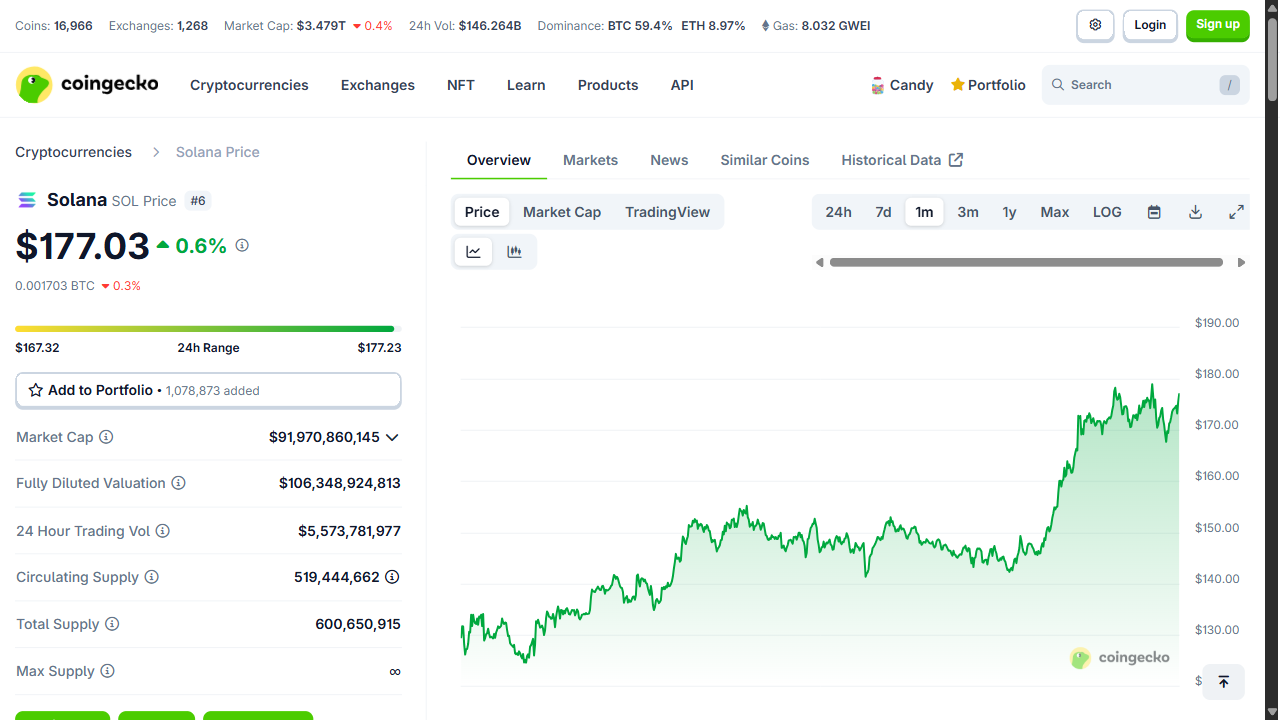 Coins: 16,966 Exchanges: 1,268 Market Cap: $3.479T 0.4% 24h Vol: $146.264B Dominance: BTC 59.4% ETH 8.97% Gas: 8.032 GWEI Login Sign up
coingecko Cryptocurrencies Exchanges NFT Learn Products API Candy Portfolio Search /
Cryptocurrencies > Solana Price
Solana SOL Price #6
$177.03 0.6%
0.001703 BTC 0.3%
$167.32 24h Range $177.23
Add to Portfolio • 1,078,873 added
Market Cap $91,970,860,145
Fully Diluted Valuation $106,348,924,813
24 Hour Trading Vol $5,573,781,977
Circulating Supply 519,444,662
Total Supply 600,650,915
Max Supply ∞
Overview Markets News Similar Coins Historical Data
Price Market Cap TradingView 24h 7d 1m 3m 1y Max LOG
$190.00
$180.00
$170.00
$160.00
$150.00
$140.00
$130.00
coingecko
$